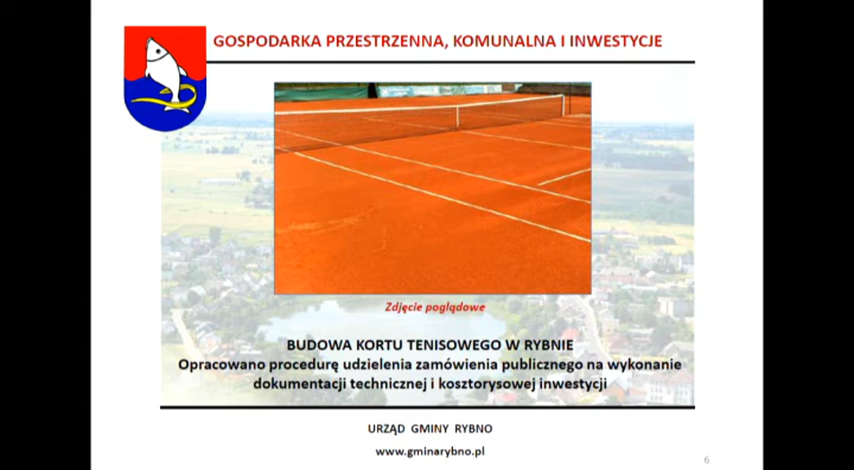 GOSPODARKA PRZESTRZENNA, KOMUNALNA I INWESTYCJE
Zdjęcie poglądowe
BUDOWA KORTU TENISOWEGO W RYBNIE
Opracowano procedurę udzielenia zamówienia publicznego na wykonanie
dokumentacji technicznej i kosztorysowej inwestycji
URZĄD GMINY RYBNO
www.gminarybno.pl
6